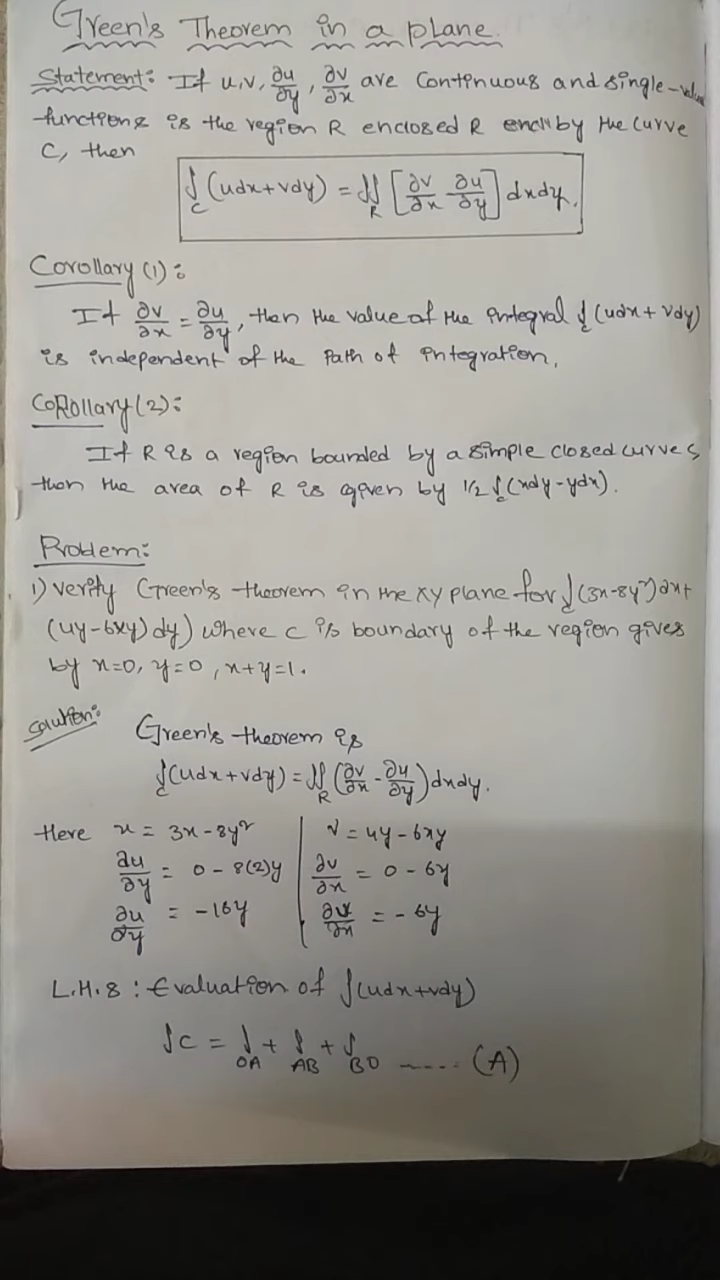 Green's Theorem in a plane.
Statement: If u,v, ∂u/∂y, ∂v/∂x are Continuous and single-value
functions is the region R enclosed R encl by the curve
C, then
∫c (udx+vdy) = ∬R [∂v/∂x ∂u/∂y] dxdy.
Corollary (1):
If ∂v/∂x = ∂u/∂y, then the value of the integral ∫c (udx+vdy)
is independent of the Path of integration.
Corollary (2):
If R is a region bounded by a simple closed curves
then the area of R is given by 1/2 ∫c (xdy-ydx).
Problem:
1) verify Green's theorem in the xy plane for ∫c (3x-8y²)dx+
(4y-6xy)dy) where c is boundary of the region gives
by x=0, y=0, x+y=1.
Solution: Green's theorem is
∫c (udx+vdy) = ∬R (∂v/∂x - ∂u/∂y) dxdy.
Here x = 3x-8y² | v = 4y-6xy
∂u/∂y = 0-8(2)y | ∂v/∂x = 0-6y
∂u/∂y = -16y | ∂v/∂x = -6y
L.H.S : Evaluation of ∫(udx+vdy)
∫C = ∫OA + ∫AB + ∫BO ----- (A)